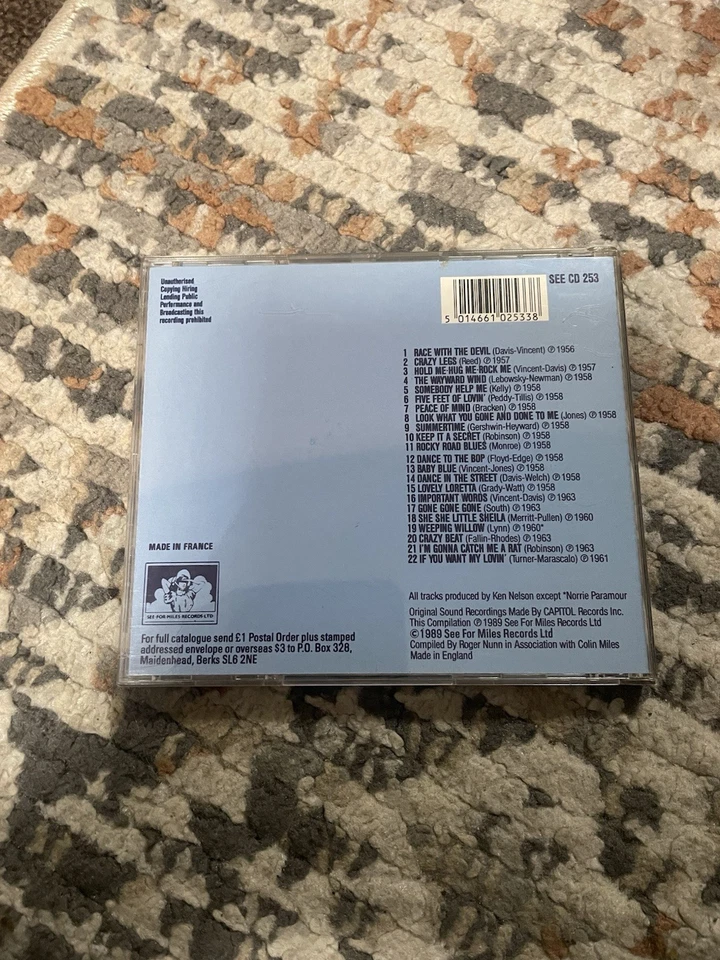 Unauthorised
Copying Hiring
Lending Public
Performance and
Broadcasting this
recording prohibited
SEE CD 253
5 014661 025338
1 RACE WITH THE DEVIL (Davis-Vincent) ℗ 1956
2 CRAZY LEGS (Reed) ℗ 1957
3 HOLD ME·HUG ME·ROCK ME (Vincent-Davis) ℗ 1957
4 THE WAYWARD WIND (Lebowsky-Newman) ℗ 1958
5 SOMEBODY HELP ME (Kelly) ℗ 1958
6 FIVE FEET OF LOVIN' (Peddy-Tillis) ℗ 1958
7 PEACE OF MIND (Bracken) ℗ 1958
8 LOOK WHAT YOU GONE AND DONE TO ME (Jones) ℗ 1958
9 SUMMERTIME (Gershwin-Heyward) ℗ 1958
10 KEEP IT A SECRET (Robinson) ℗ 1958
11 ROCKY ROAD BLUES (Monroe) ℗ 1958
12 DANCE TO THE BOP (Floyd-Edge) ℗ 1958
13 BABY BLUE (Vincent-Jones) ℗ 1958
14 DANCE IN THE STREET (Davis-Welch) ℗ 1958
15 LOVELY LORETTA (Grady-Watt) ℗ 1958
16 IMPORTANT WORDS (Vincent-Davis) ℗ 1963
17 GONE GONE GONE (South) ℗ 1963
18 SHE SHE LITTLE SHEILA (Merritt-Pullen) ℗ 1960
19 WEEPING WILLOW (Lynn) ℗ 1960*
20 CRAZY BEAT (Fallin-Rhodes) ℗ 1963
21 I'M GONNA CATCH ME A RAT (Robinson) ℗ 1963
22 IF YOU WANT MY LOVIN' (Turner-Marascalo) ℗ 1961
MADE IN FRANCE
SEE FOR MILES RECORDS LTD
For full catalogue send £1 Postal Order plus stamped
addressed envelope or overseas $3 to P.O. Box 328,
Maidenhead, Berks SL6 2NE
All tracks produced by Ken Nelson except *Norrie Paramour
Original Sound Recordings Made By CAPITOL Records Inc.
This Compilation ℗ 1989 See For Miles Records Ltd
© 1989 See For Miles Records Ltd
Compiled By Roger Nunn in Association with Colin Miles
Made in England